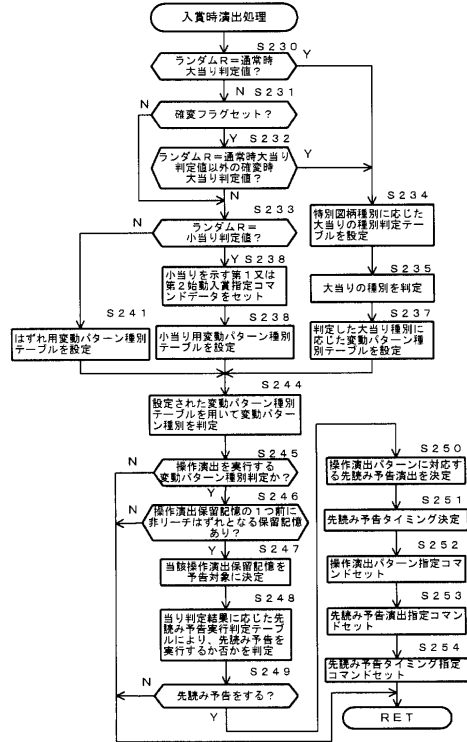 入賞時演出処理
S230
ランダムR=通常時
大当り判定値？
Y
N
S231
確変フラグセット？
N
Y
S232
ランダムR=通常時大当り
判定値以外の確変時
大当り判定値？
Y
N
S233
ランダムR=
小当り判定値？
N
Y
S234
特別図柄種別に応じた
大当りの種別判定テー
ブルを設定
S235
大当りの種別を判定
S237
判定した大当り種別に
応じた変動パターン種
別テーブルを設定
S238
小当りを示す第1又は
第2始動入賞指定コ
マンドデータをセット
S238
小当り用変動パターン種別
テーブルを設定
S241
はずれ用変動パターン種別
テーブルを設定
S244
設定された変動パターン種別
テーブルを用いて変動パター
ン種別を判定
S245
操作演出を実行する
変動パターン種別判定か？
N
Y
S246
操作演出保留記憶の1つ前に
非リーチはずれとなる保留記憶
あり？
N
Y
S247
当該操作演出保留記憶を
予告対象に決定
S248
当り判定結果に応じた先
読み予告実行判定テーブ
ルにより、先読み予告を
実行するか否かを判定
S249
先読み予告をする？
N
Y
S250
操作演出パターンに対応す
る先読み予告演出を決定
S251
先読み予告タイミング決定
S252
操作演出パターン指定コ
マンドセット
S253
先読み予告演出指定コマ
ンドセット
S254
先読み予告タイミング指定
コマンドセット
RET